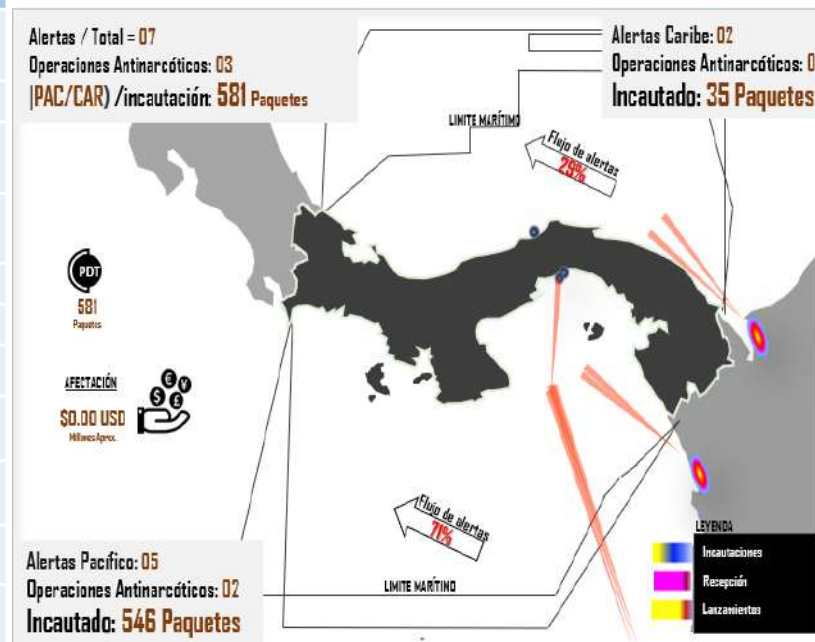 Alertas / Total = 07
Operaciones Antinarcóticos: 03
|PAC/CAR) /incautación: 581 Paquetes
Alertas Caribe: 02
Operaciones Antinarcóticos: 0
Incautado: 35 Paquetes
LIMITE MARÍTIMO
Flujo de alertas
29%
PDT
581
Paquetes
AFECTACIÓN
$0.00 USD
Millones Aprox.
Flujo de alertas
71%
LIMITE MARÍTINO
Alertas Pacífico: 05
Operaciones Antinarcóticos: 02
Incautado: 546 Paquetes
LEYENDA
Incautaciones
Recepción
Lanzamientos